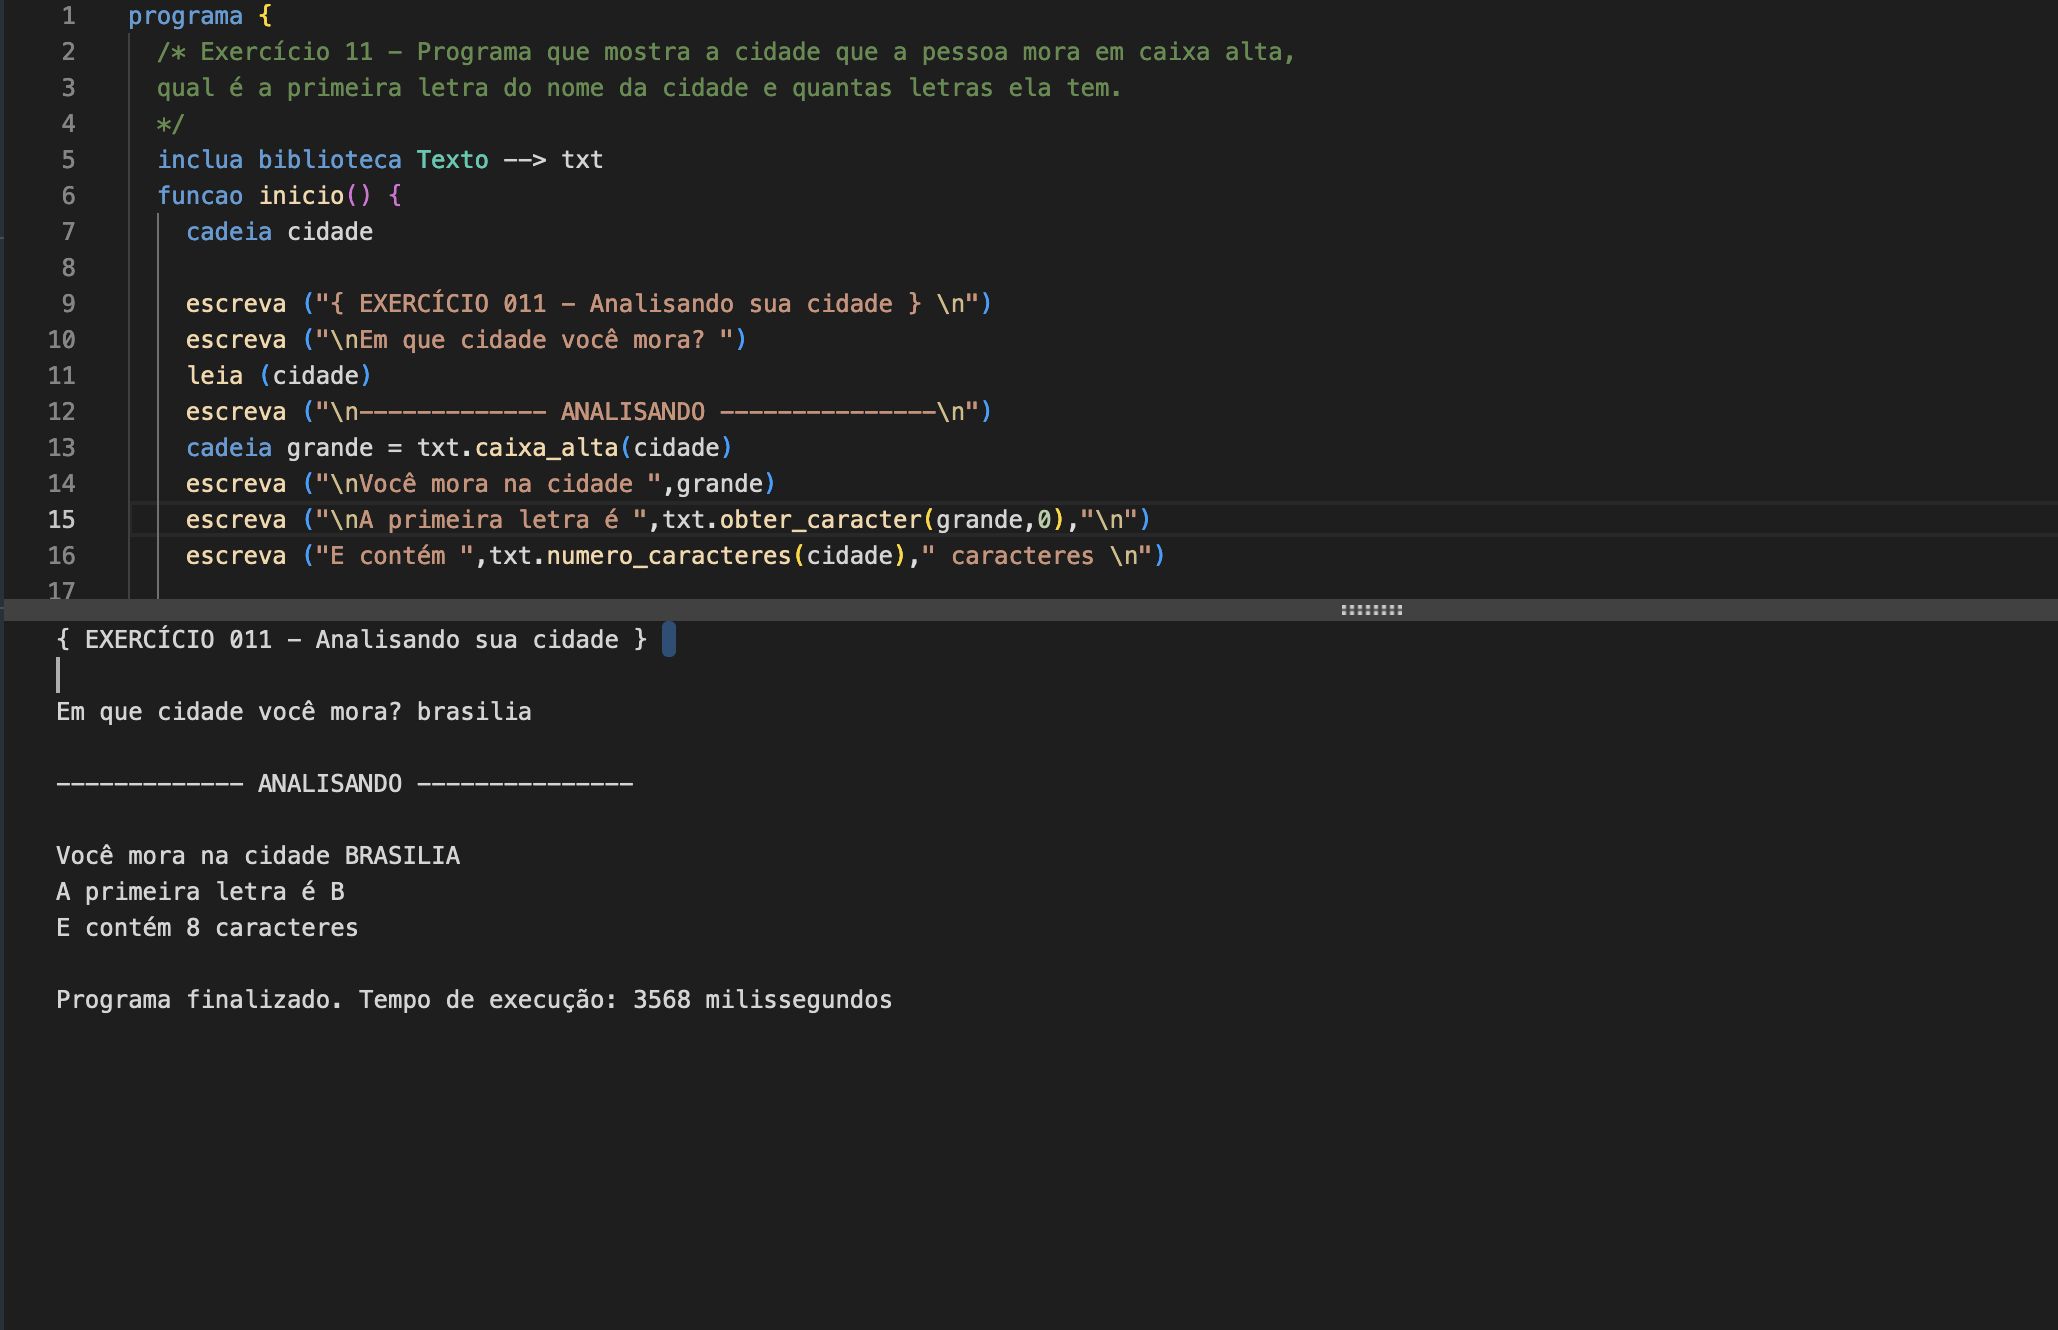 1 programa {
2 /* Exercício 11 - Programa que mostra a cidade que a pessoa mora em caixa alta,
3 qual é a primeira letra do nome da cidade e quantas letras ela tem.
4 */
5 inclua biblioteca Texto --> txt
6 funcao inicio() {
7 cadeia cidade
8
9 escreva ("{ EXERCÍCIO 011 - Analisando sua cidade } \n")
10 escreva ("\nEm que cidade você mora? ")
11 leia (cidade)
12 escreva ("\n------------- ANALISANDO ---------------\n")
13 cadeia grande = txt.caixa_alta(cidade)
14 escreva ("\nVocê mora na cidade ",grande)
15 escreva ("\nA primeira letra é ",txt.obter_caracter(grande,0),"\n")
16 escreva ("E contém ",txt.numero_caracteres(cidade)," caracteres \n")
17
{ EXERCÍCIO 011 - Analisando sua cidade }
Em que cidade você mora? brasilia
------------- ANALISANDO ---------------
Você mora na cidade BRASILIA
A primeira letra é B
E contém 8 caracteres
Programa finalizado. Tempo de execução: 3568 milissegundos